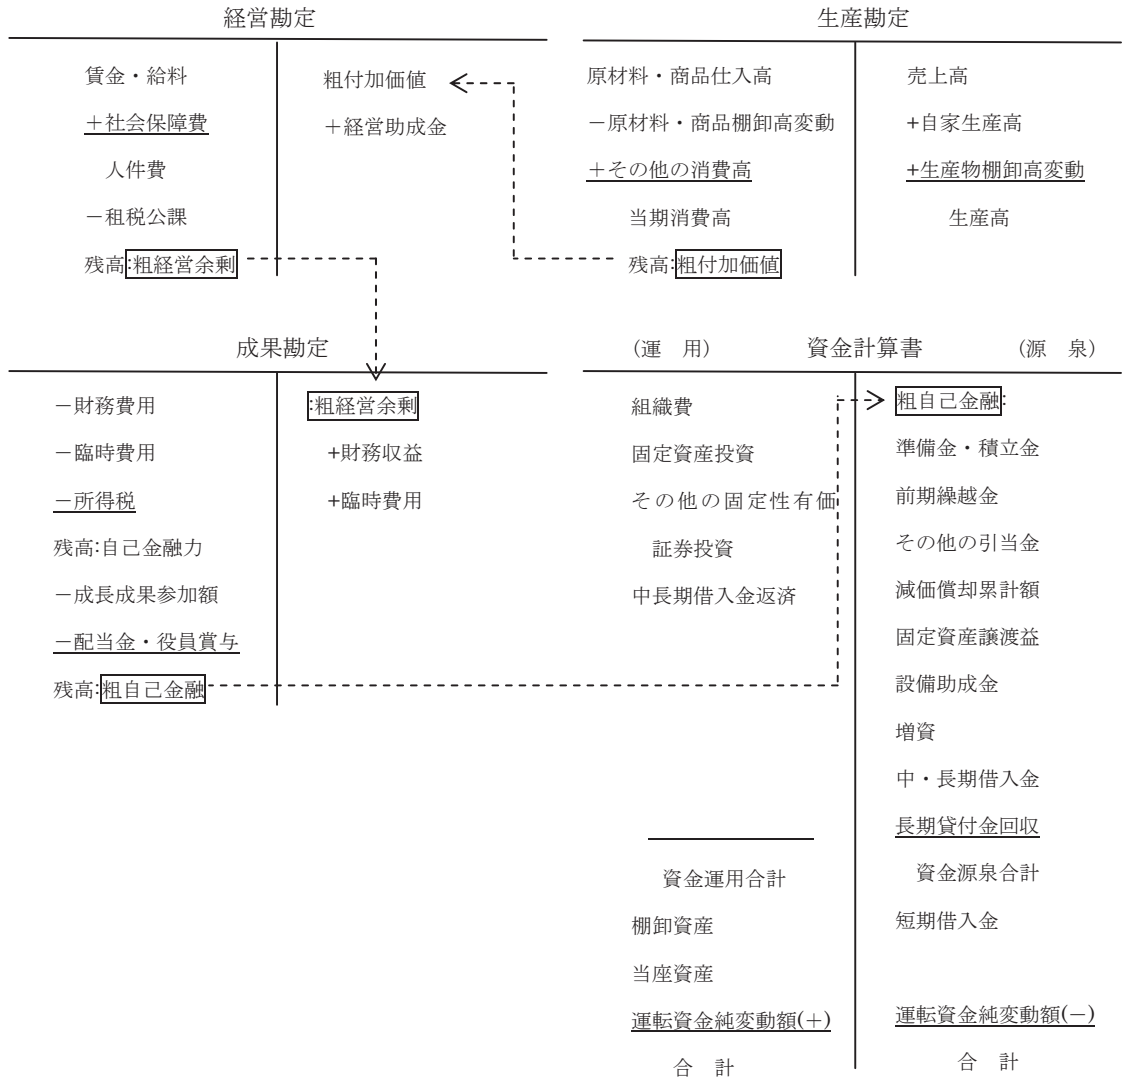 経営勘定
賃金・給料
＋社会保障費
人件費
－租税公課
残高:粗経営余剰
粗付加価値
＋経営助成金
生産勘定
原材料・商品仕入高
－原材料・商品棚卸高変動
＋その他の消費高
当期消費高
残高:粗付加価値
売上高
+自家生産高
+生産物棚卸高変動
生産高
成果勘定
－財務費用
－臨時費用
－所得税
残高:自己金融力
－成長成果参加額
－配当金・役員賞与
残高:粗自己金融
:粗経営余剰
+財務収益
+臨時費用
(運　用)　資金計算書　(源　泉)
組織費
固定資産投資
その他の固定性有価
証券投資
中長期借入金返済
資金運用合計
棚卸資産
当座資産
運転資金純変動額(＋)
合　計
粗自己金融:
準備金・積立金
前期繰越金
その他の引当金
減価償却累計額
固定資産譲渡益
設備助成金
増資
中・長期借入金
長期貸付金回収
資金源泉合計
短期借入金
運転資金純変動額(－)
合　計